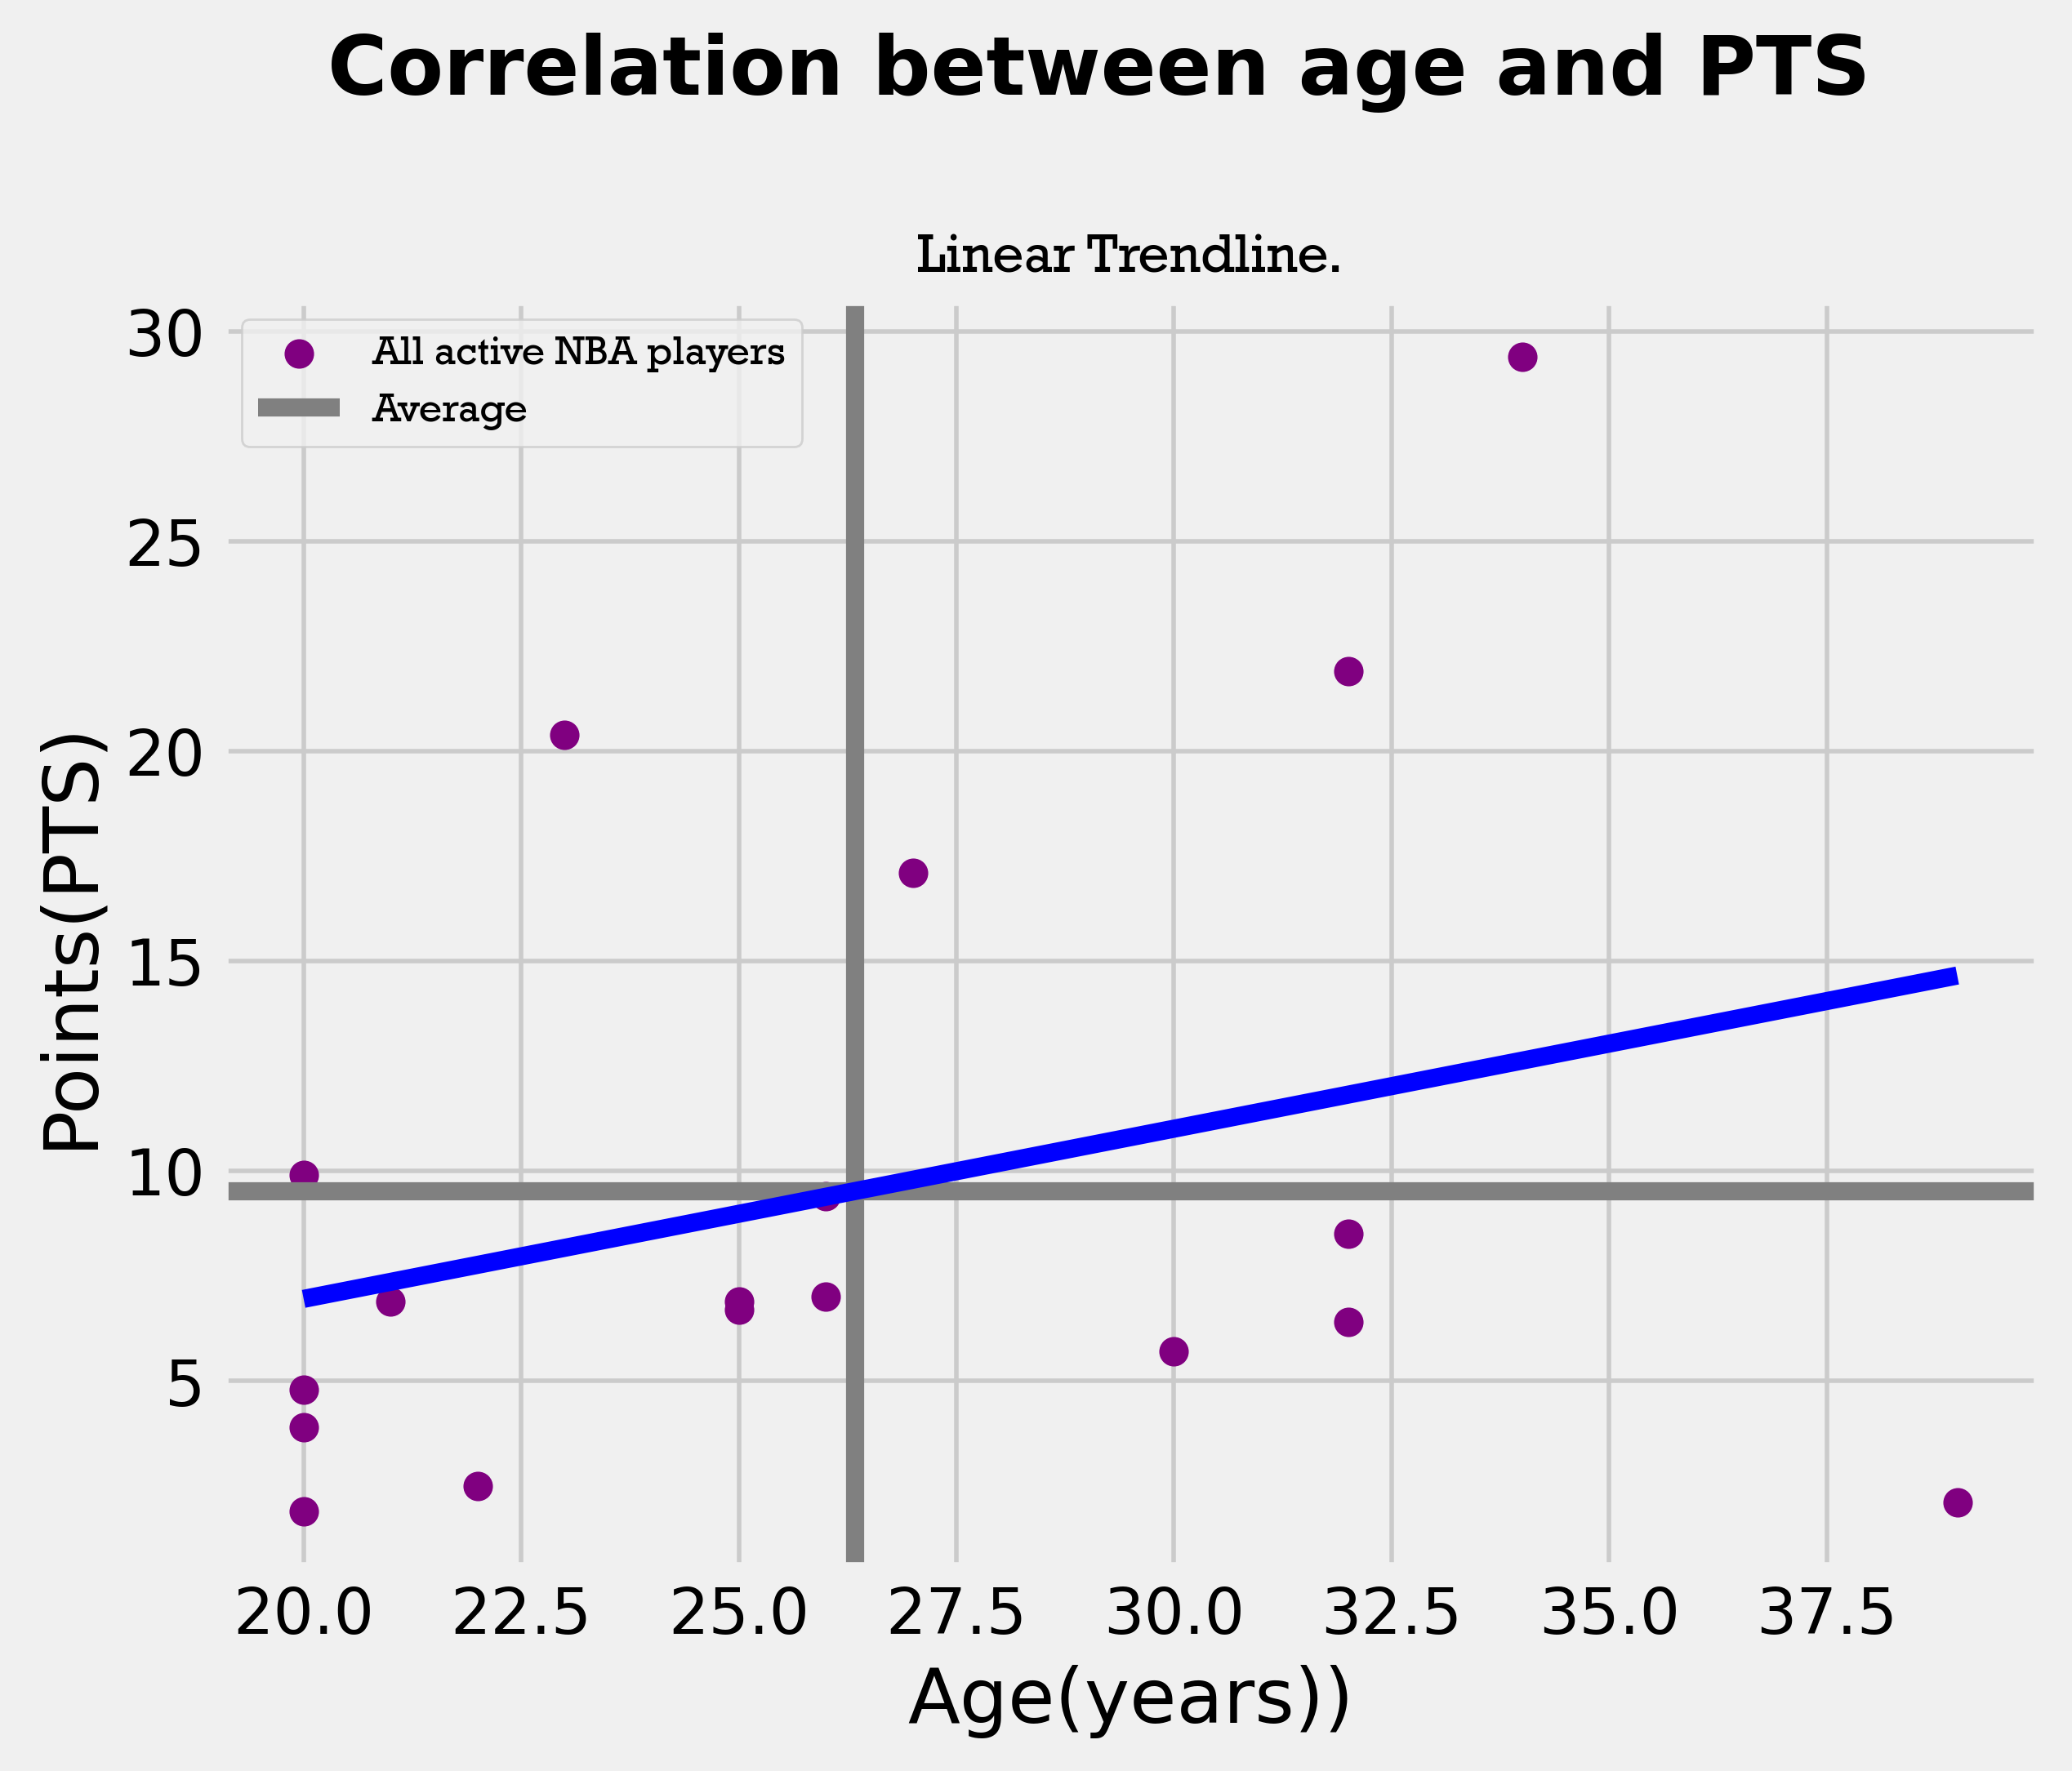 Correlation between age and PTS
Linear Trendline.
All active NBA players
Average
30
25
20
15
10
5
Points(PTS)
20.0 22.5 25.0 27.5 30.0 32.5 35.0 37.5
Age(years))